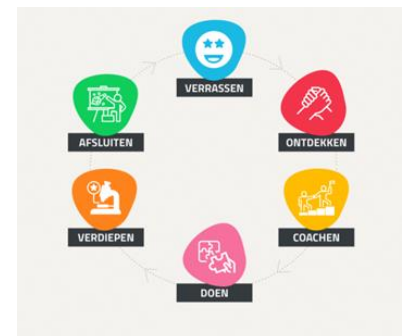 VERRASSEN
ONTDEKKEN
COACHEN
DOEN
VERDIEPEN
AFSLUITEN